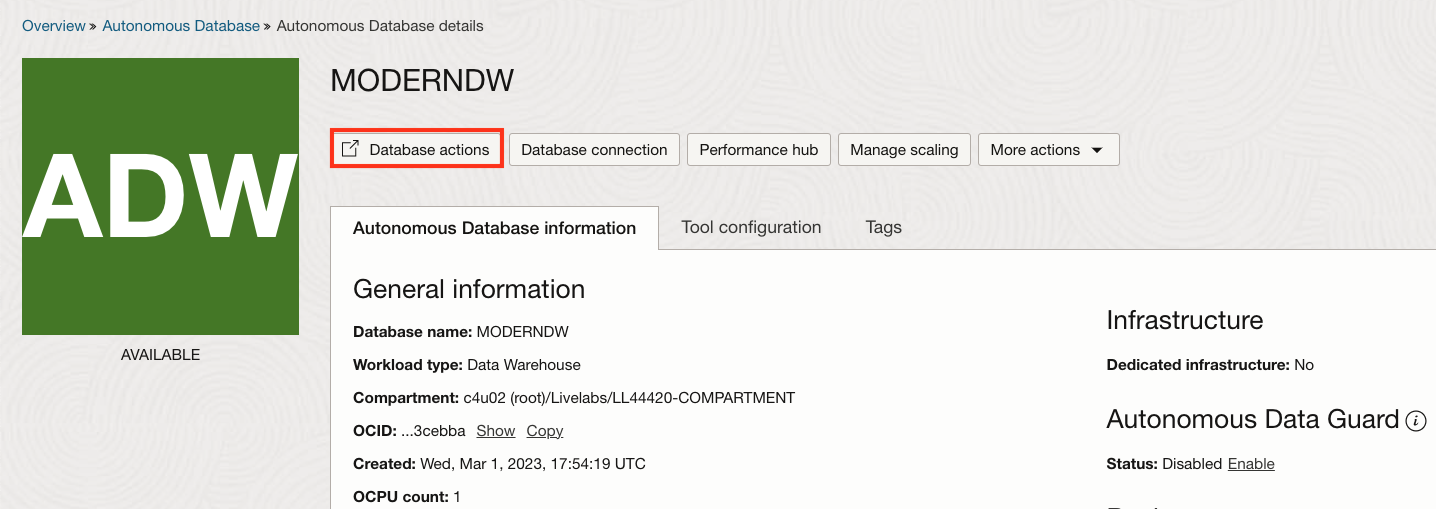 Overview » Autonomous Database » Autonomous Database details
ADW
AVAILABLE
MODERNDW
Database actions Database connection Performance hub Manage scaling More actions
Autonomous Database information Tool configuration Tags
General information
Database name: MODERNDW
Workload type: Data Warehouse
Compartment: c4u02 (root)/Livelabs/LL44420-COMPARTMENT
OCID: ...3cebba Show Copy
Created: Wed, Mar 1, 2023, 17:54:19 UTC
OCPU count: 1
Infrastructure
Dedicated infrastructure: No
Autonomous Data Guard
Status: Disabled Enable